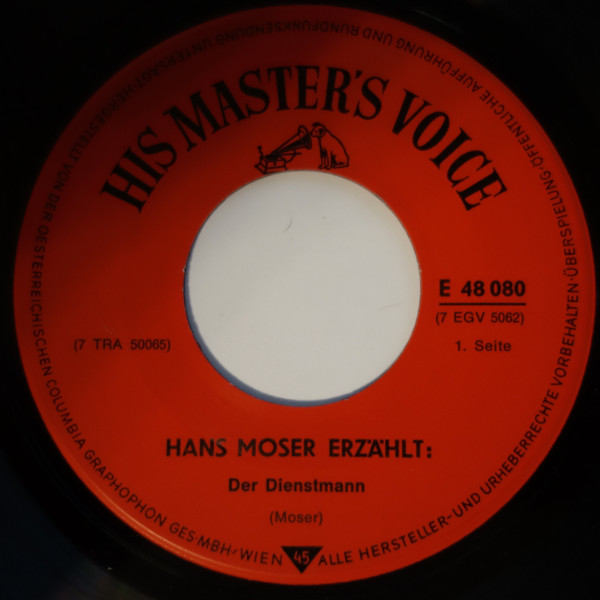 HIS MASTER'S VOICE
E 48 080
(7 EGV 5062)
(7 TRA 50065)
1. Seite
HANS MOSER ERZÄHLT:
Der Dienstmann
(Moser)
45
ALLE HERSTELLER- UND URHEBERRECHTE VORBEHALTEN · ÜBERSPIELUNG · ÖFFENTLICHE AUFFÜHRUNG UND RUNDFUNKSENDUNG UNTERSAGT · HERGESTELLT VON DER OESTERREICHISCHEN COLUMBIA GRAPHOPHON GES·MBH· WIEN